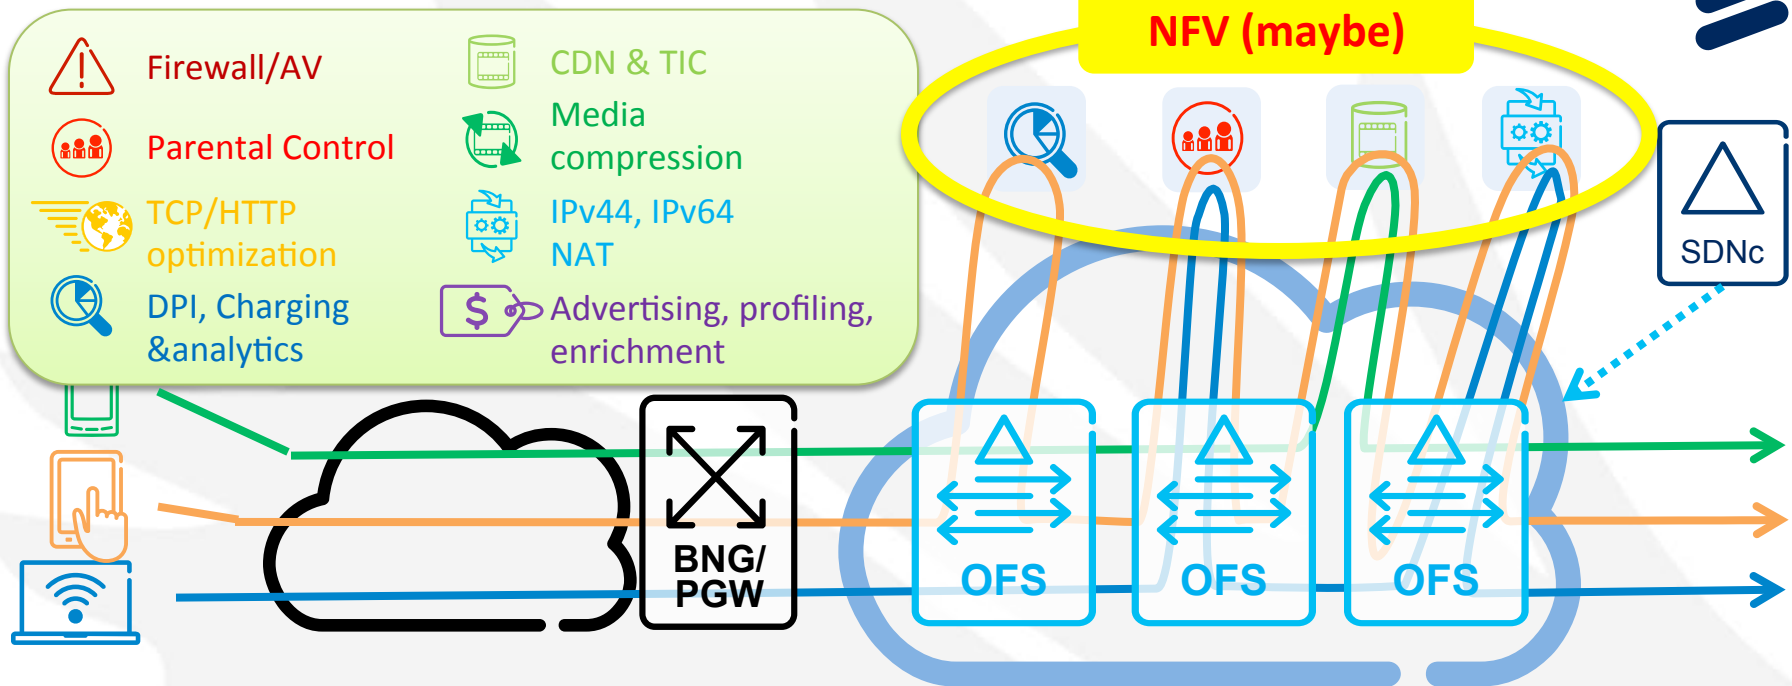 NFV (maybe)
Firewall/AV
Parental Control
TCP/HTTP
optimization
DPI, Charging
&analytics
CDN & TIC
Media
compression
IPv44, IPv64
NAT
$
Advertising, profiling,
enrichment
SDNc
BNG/
PGW
OFS
OFS
OFS